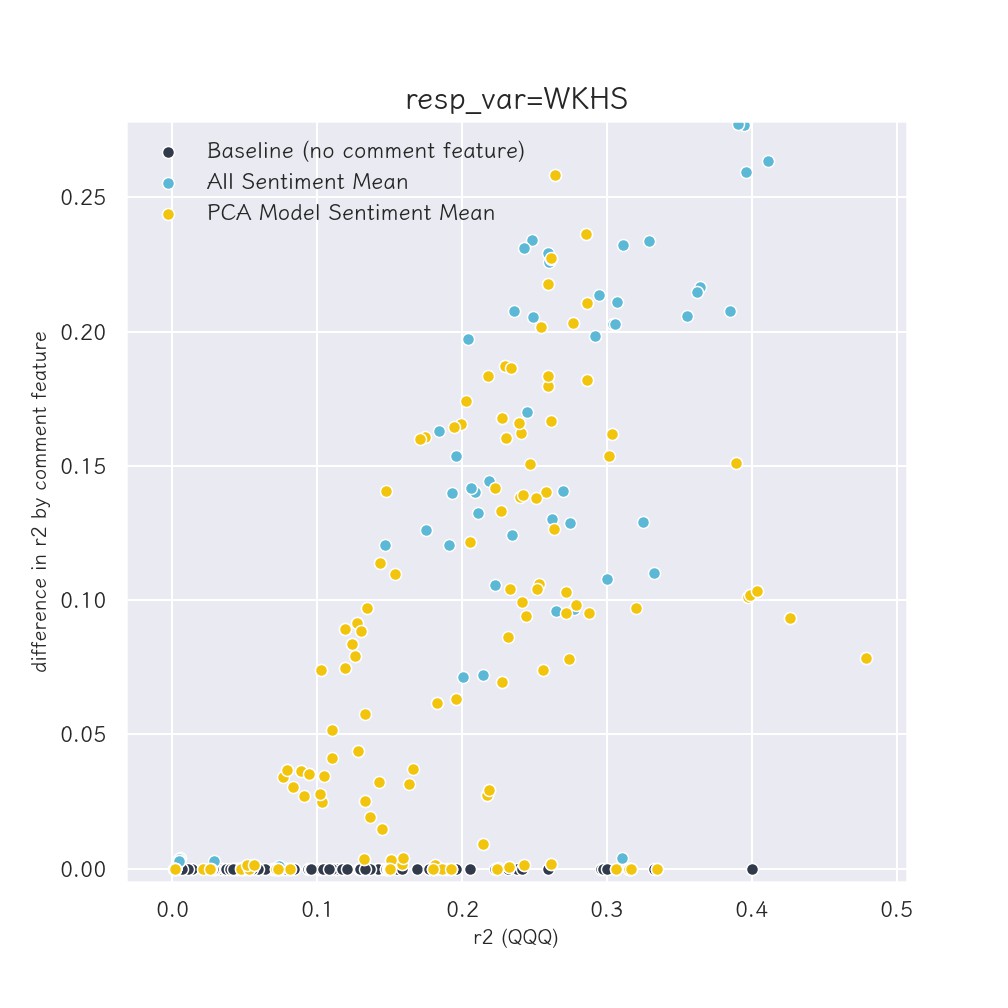 resp_var=WKHS
Baseline (no comment feature)
All Sentiment Mean
PCA Model Sentiment Mean
difference in r2 by comment feature
0.25
0.20
0.15
0.10
0.05
0.00
0.0 0.1 0.2 0.3 0.4 0.5
r2 (QQQ)